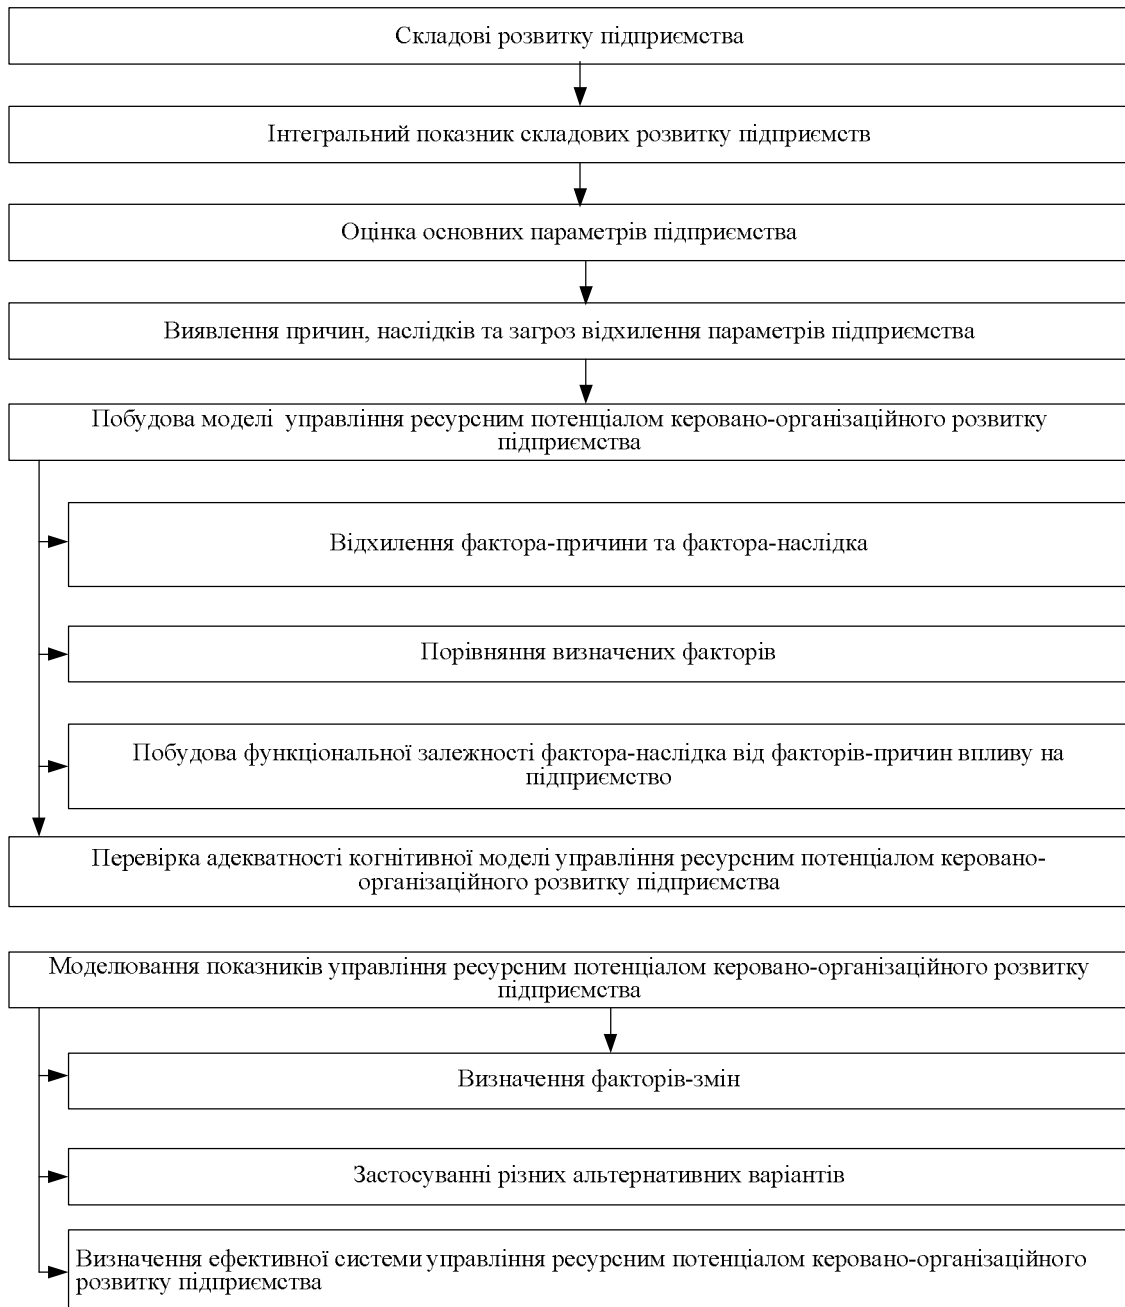 Складові розвитку підприємства
Інтегральний показник складових розвитку підприємств
Оцінка основних параметрів підприємства
Виявлення причин, наслідків та загроз відхилення параметрів підприємства
Побудова моделі управління ресурсним потенціалом керовано-організаційного розвитку
підприємства
Відхилення фактора-причини та фактора-наслідка
Порівняння визначених факторів
Побудова функціональної залежності фактора-наслідка від факторів-причин впливу на
підприємство
Перевірка адекватності когнітивної моделі управління ресурсним потенціалом керовано-
організаційного розвитку підприємства
Моделювання показників управління ресурсним потенціалом керовано-організаційного розвитку
підприємства
Визначення факторів-змін
Застосуванні різних альтернативних варіантів
Визначення ефективної системи управління ресурсним потенціалом керовано-організаційного
розвитку підприємства